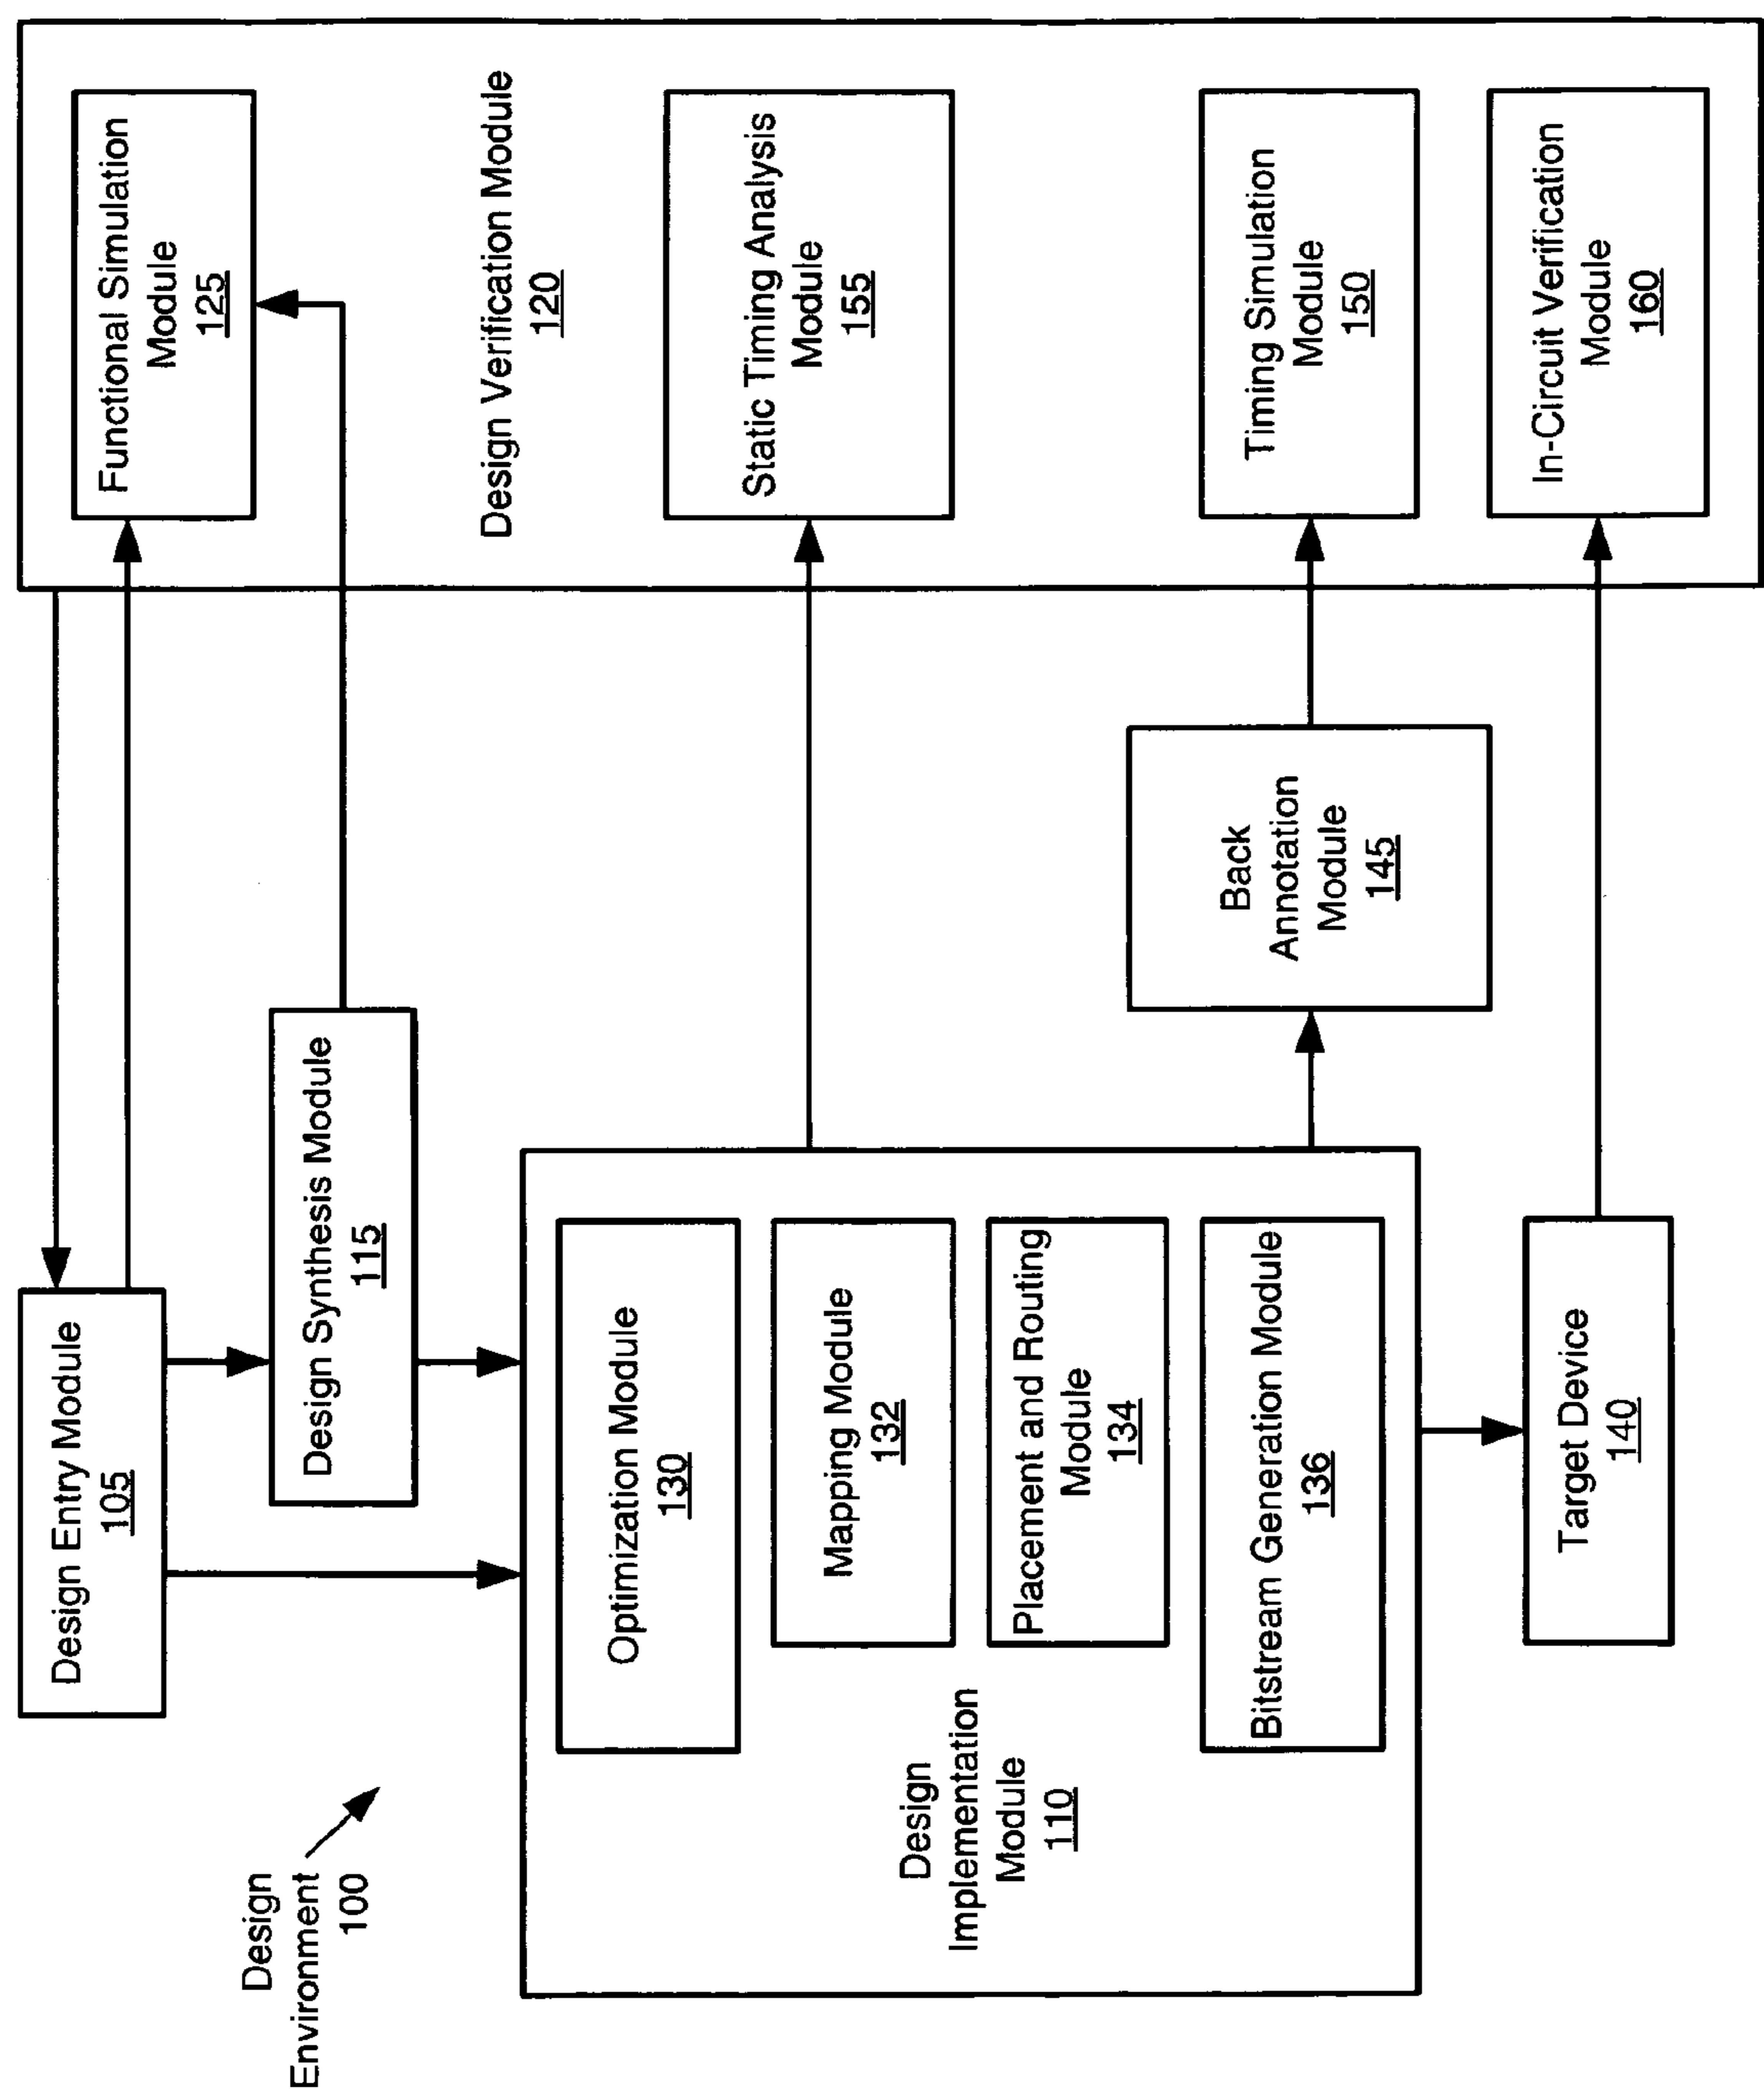 Design
Environment
100
Design Entry Module
105
Design Synthesis Module
115
Design
Implementation
Module
110
Optimization Module
130
Mapping Module
132
Placement and Routing
Module
134
Bitstream Generation Module
136
Target Device
140
Back
Annotation
Module
145
Functional Simulation
Module
125
Design Verification Module
120
Static Timing Analysis
Module
155
Timing Simulation
Module
150
In-Circuit Verification
Module
160